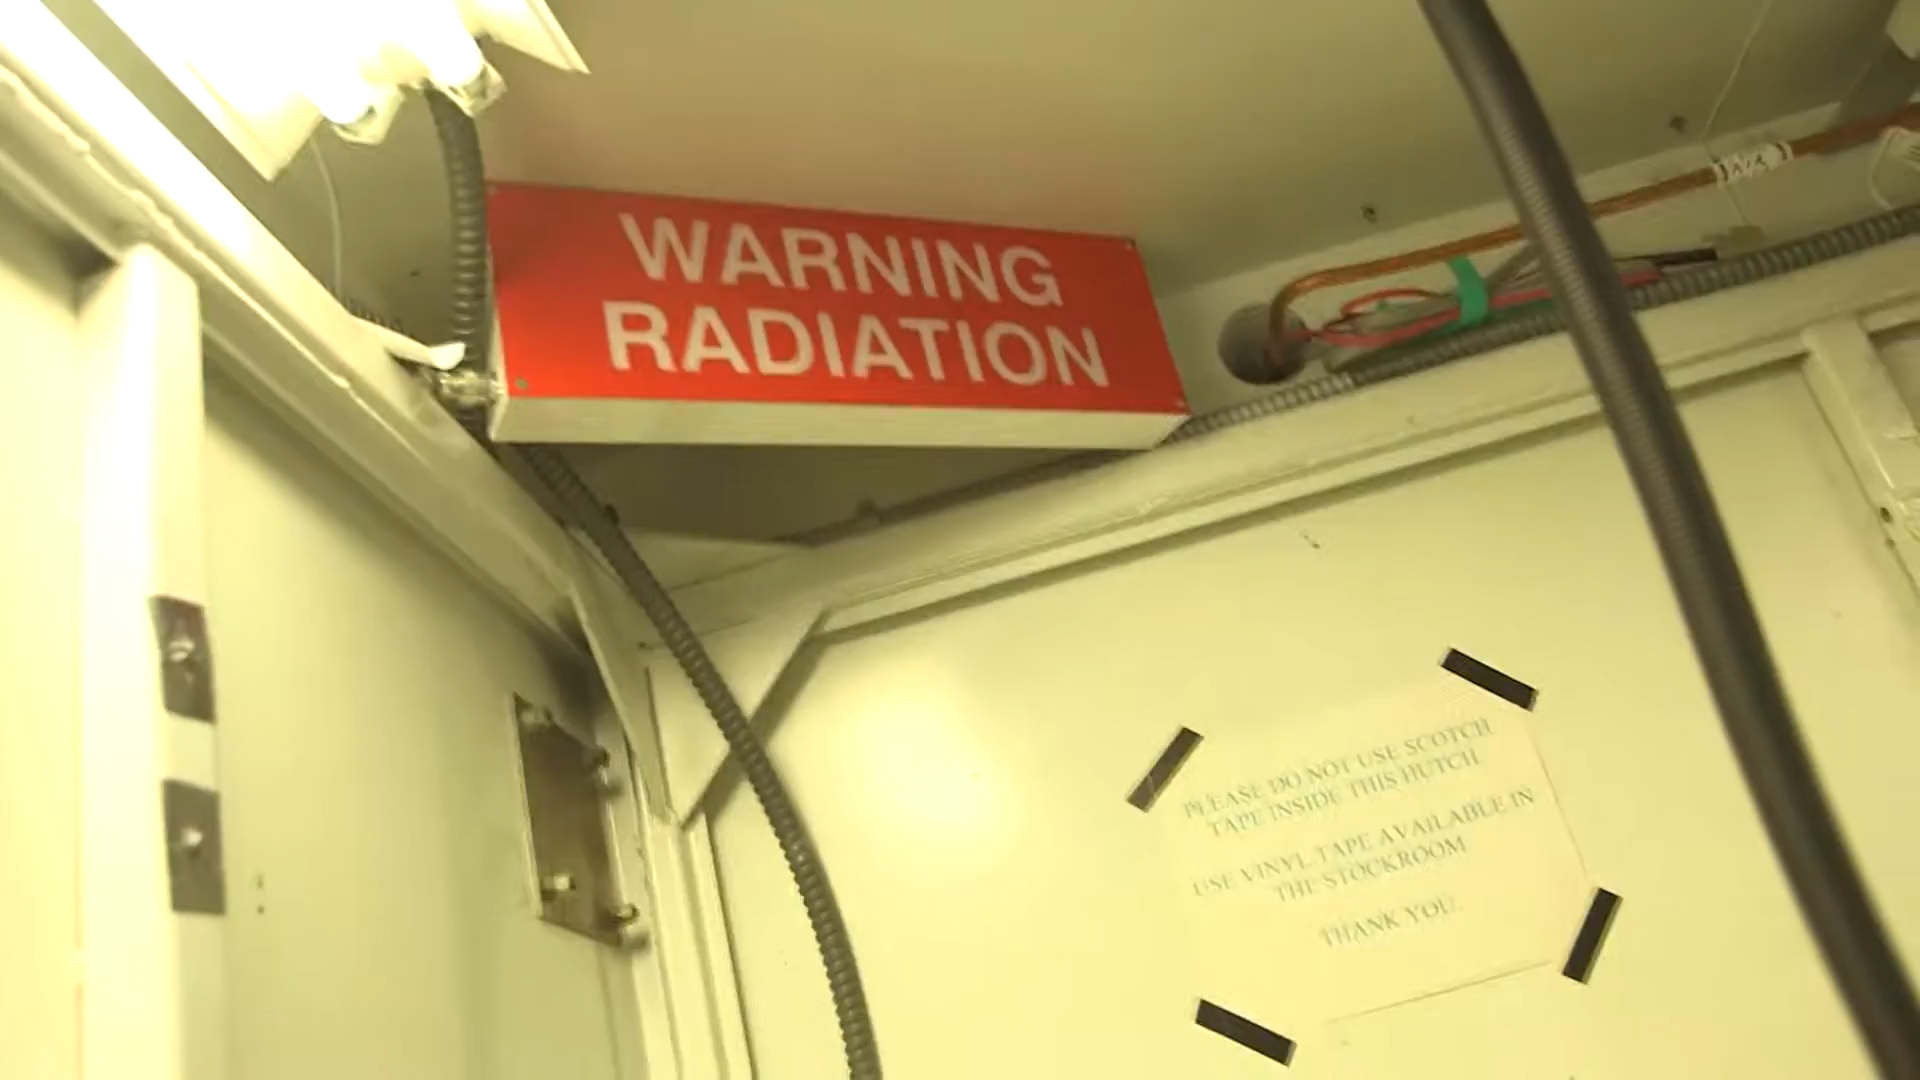 WARNING
RADIATION
PLEASE DO NOT USE SCOTCH
TAPE INSIDE THIS HUTCH
USE VINYL TAPE AVAILABLE IN
THE STOCKROOM
THANK YOU.